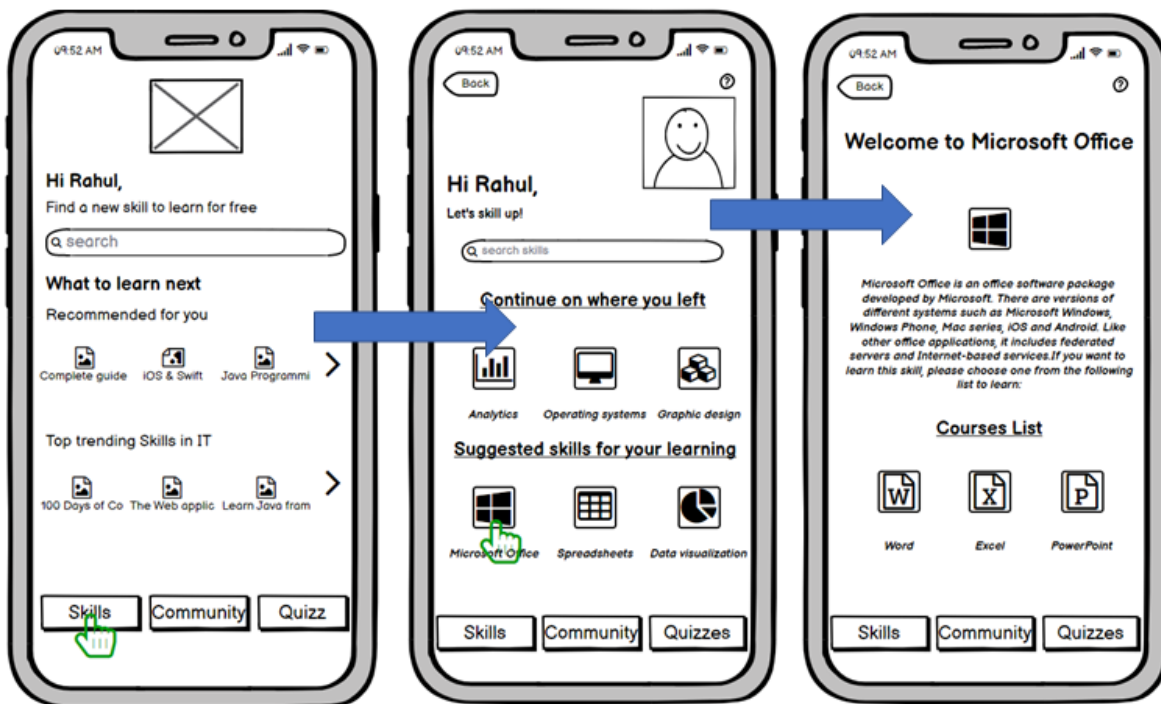 09:52 AM
Hi Rahul,
Find a new skill to learn for free
search
What to learn next
Recommended for you
Complete guide iOS & Swift Java Programmi
Top trending Skills in IT
100 Days of Co The Web applic Learn Java from
Skills Community Quizz
09:52 AM
Back ?
Hi Rahul,
Let's skill up!
search skills
Continue on where you left
Analytics Operating systems Graphic design
Suggested skills for your learning
Microsoft Office Spreadsheets Data visualization
Skills Community Quizzes
09:52 AM
Back ?
Welcome to Microsoft Office
Microsoft Office is an office software package
developed by Microsoft. There are versions of
different systems such as Microsoft Windows,
Windows Phone, Mac series, iOS and Android. Like
other office applications, it includes federated
servers and Internet-based services.If you want to
learn this skill, please choose one from the following
list to learn:
Courses List
W X P
Word Excel PowerPoint
Skills Community Quizzes